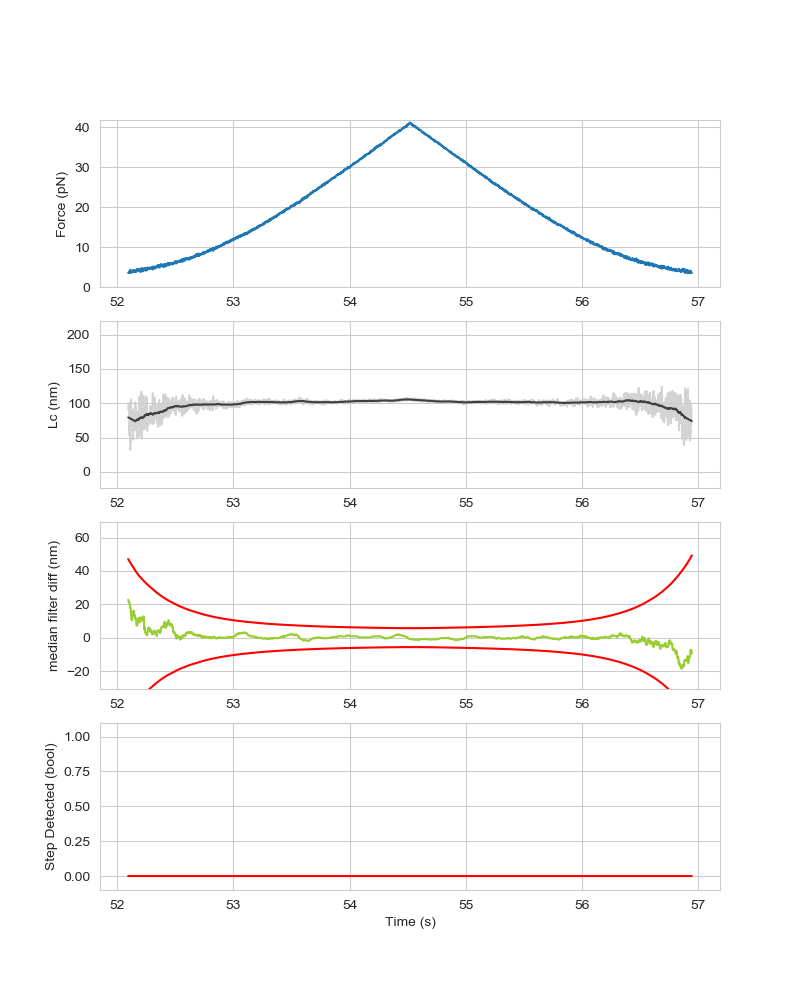 40
30
20
10
0
Force (pN)
52 53 54 55 56 57
200
150
100
50
0
Lc (nm)
52 53 54 55 56 57
60
40
20
0
−20
median filter diff (nm)
52 53 54 55 56 57
1.00
0.75
0.50
0.25
0.00
Step Detected (bool)
52 53 54 55 56 57
Time (s)